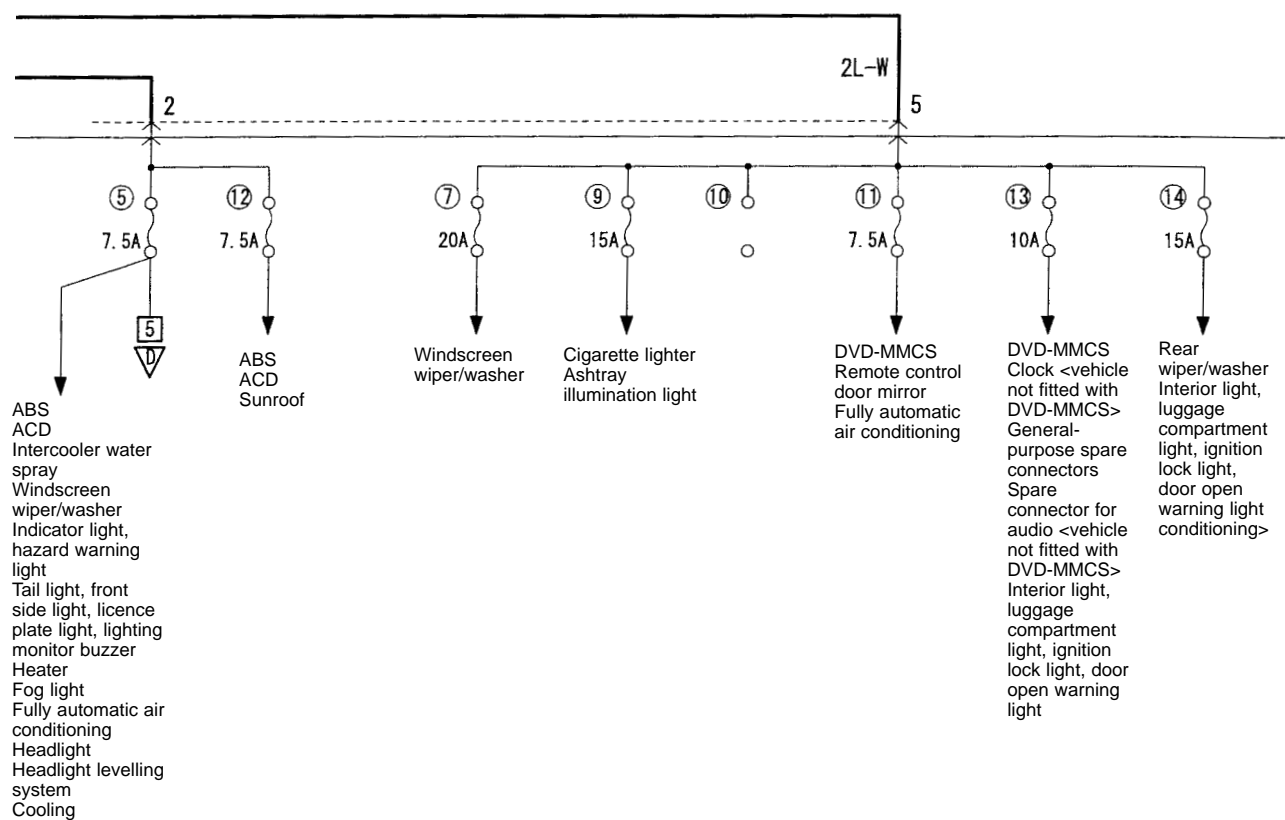 2L-W
2
5
⑤
⑫
⑦
⑨
⑩
⑪
⑬
⑭
7. 5A
7. 5A
20A
15A
7. 5A
10A
15A
5
D
ABS
ACD
Intercooler water
spray
Windscreen
wiper/washer
Indicator light,
hazard warning
light
Tail light, front
side light, licence
plate light, lighting
monitor buzzer
Heater
Fog light
Fully automatic air
conditioning
Headlight
Headlight levelling
system
Cooling
ABS
ACD
Sunroof
Windscreen
wiper/washer
Cigarette lighter
Ashtray
illumination light
DVD-MMCS
Remote control
door mirror
Fully automatic
air conditioning
DVD-MMCS
Clock <vehicle
not fitted with
DVD-MMCS>
General-
purpose spare
connectors
Spare
connector for
audio <vehicle
not fitted with
DVD-MMCS>
Interior light,
luggage
compartment
light, ignition
lock light, door
open warning
light
Rear
wiper/washer
Interior light,
luggage
compartment
light, ignition
lock light,
door open
warning light
conditioning>